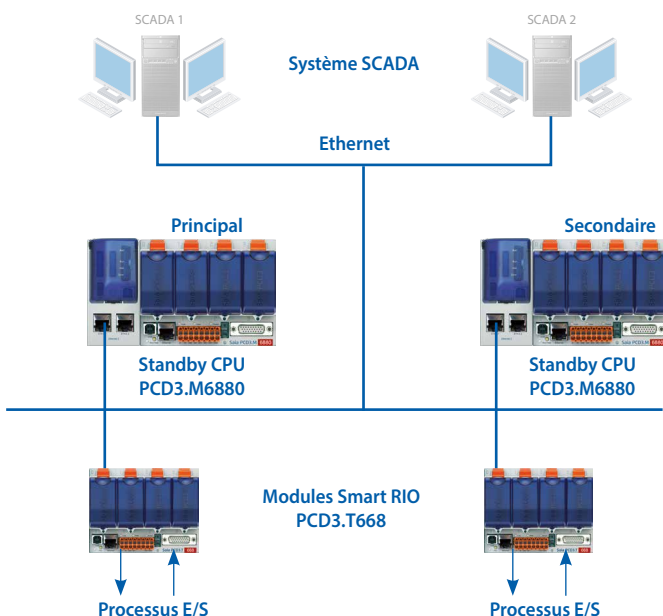 SCADA 1
SCADA 2
Système SCADA
Ethernet
Principal
Secondaire
Standby CPU
PCD3.M6880
Standby CPU
PCD3.M6880
Modules Smart RIO
PCD3.T668
Processus E/S
Processus E/S